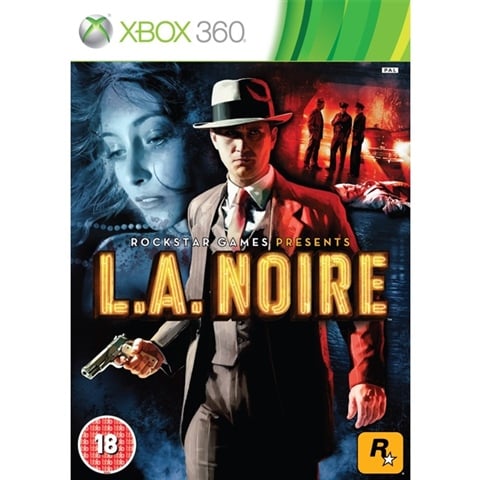 XBOX 360
PAL
ROCKSTAR GAMES PRESENTS
L.A. NOIRE
18
R